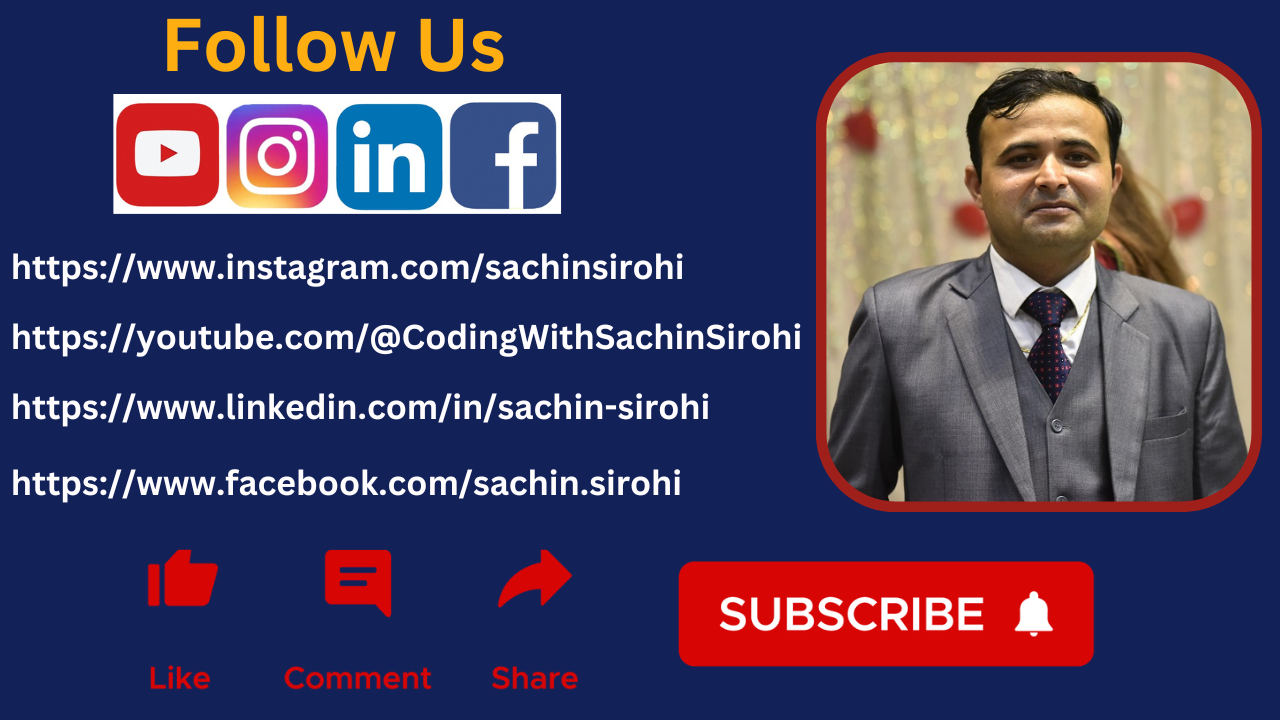 Follow Us
in f
https://www.instagram.com/sachinsirohi
https://youtube.com/@CodingWithSachinSirohi
https://www.linkedin.com/in/sachin-sirohi
https://www.facebook.com/sachin.sirohi
SUBSCRIBE
Like Comment Share